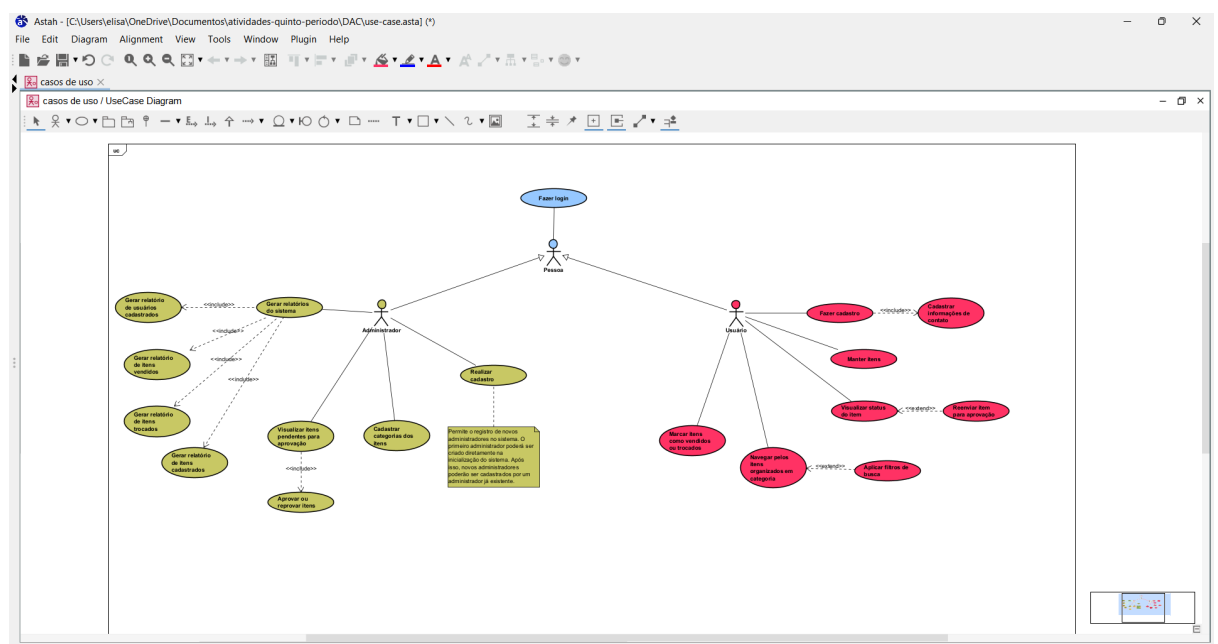 Astah - [C:\Users\elisa\OneDrive\Documentos\atividades-quinto-periodo\DAC\use-case.asta] (*)
File Edit Diagram Alignment View Tools Window Plugin Help
casos de uso
casos de uso / UseCase Diagram
uc
Fazer login
Pessoa
Gerar relatório
de usuários
cadastrados
<<include>>
Gerar relatórios
do sistema
Administrador
<<include>>
Gerar relatório
de itens
vendidos
<<include>>
<<include>>
Gerar relatório
de itens
trocados
Gerar relatório
de itens
cadastrados
Realizar
cadastro
Visualizar itens
pendentes para
aprovação
Cadastrar
categorias dos
itens
Permite o registro de novos
administradores no sistema. O
primeiro administrador poderá ser
criado diretamente na
inicialização do sistema. Após
isso, novos administradores
poderão ser cadastrados por um
administrador já existente.
<<include>>
Aprovar ou
reprovar itens
Usuário
Fazer cadastro
<<include>>
Cadastrar
informações de
contato
Manter itens
Visualizar status
do item
<<extend>>
Reenviar item
para aprovação
Marcar itens
como vendidos
ou trocados
Navegar pelos
itens
organizados em
categoria
<<extend>>
Aplicar filtros de
busca